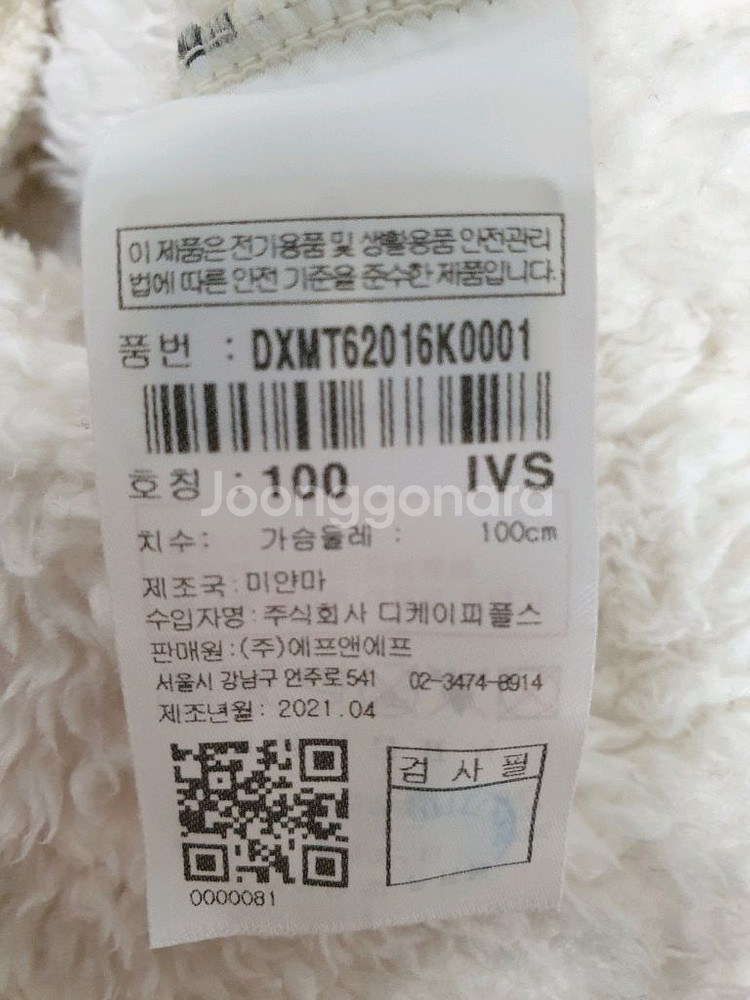 이 제품은 전기용품 및 생활용품 안전관리
법에 따른 안전 기준을 준수한 제품입니다.
품번 : DXMT62016K0001
호칭 : 100 IVS
Joonggonara
치수: 가슴둘레 : 100cm
제조국: 미얀마
수입자명: 주식회사 디케이피플스
판매원: (주)에프앤에프
서울시 강남구 언주로 541 02-3474-8914
제조년월: 2021.04
검사필
0000081